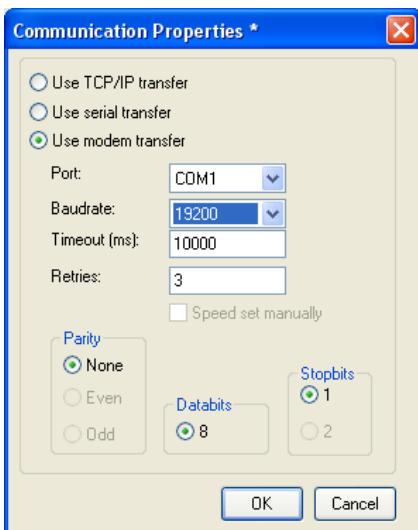 Communication Properties *
Use TCP/IP transfer
Use serial transfer
Use modem transfer
Port: COM1
Baudrate: 19200
Timeout (ms): 10000
Retries: 3
Speed set manually
Parity
None
Even
Odd
Databits
8
Stopbits
1
2
OK Cancel